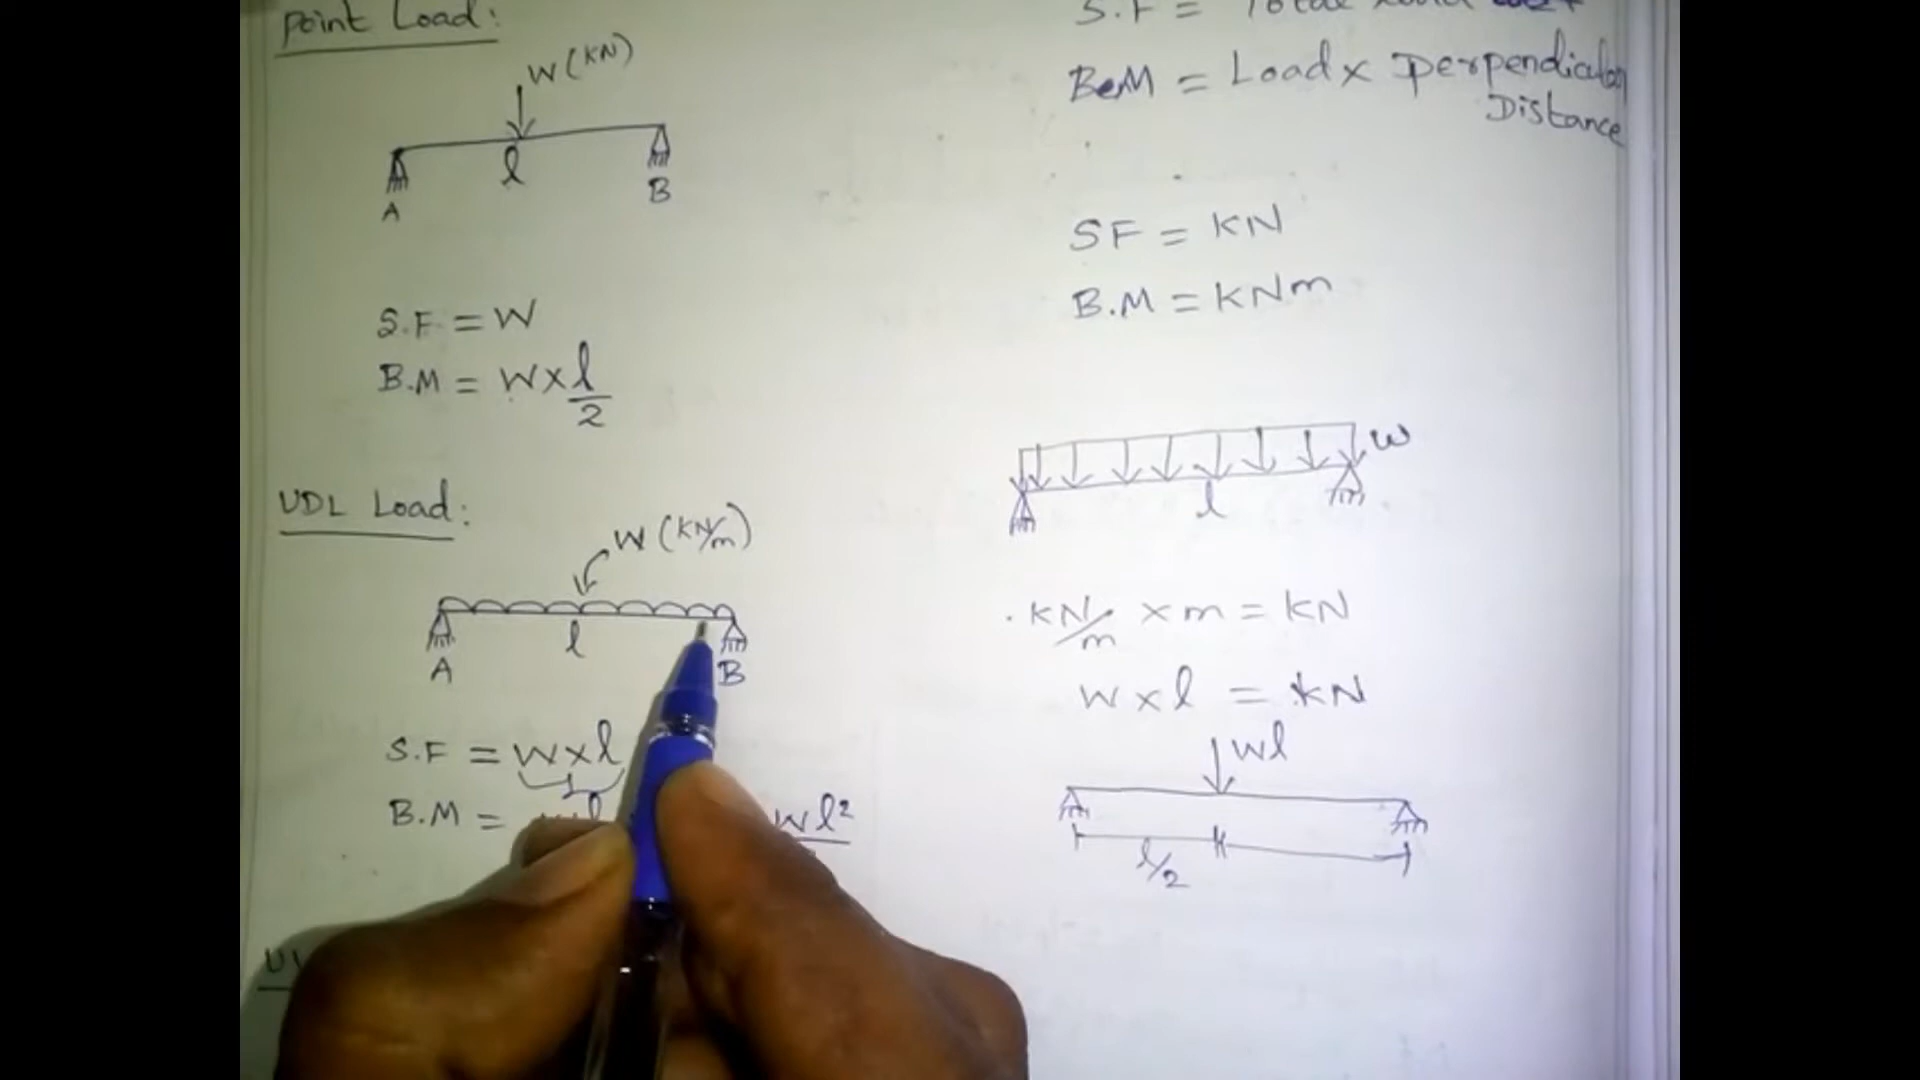 Point Load:
W (KN)
l
A
B
S.F = W
B.M = W x l/2
UDL Load:
W (KN/m)
l
A
B
S.F = W x l
B.M =
Wl²
S.F = Total
B.M = Load x Perpendicular
Distance
SF = KN
B.M = KNm
w
l
KN/m x m = KN
W x l = KN
Wl
l/2